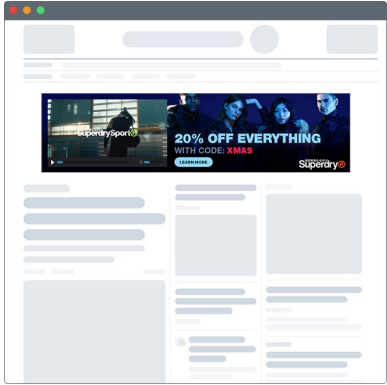 SuperdrySport®
20% OFF EVERYTHING
WITH CODE: XMAS
LEARN MORE
Superdry®